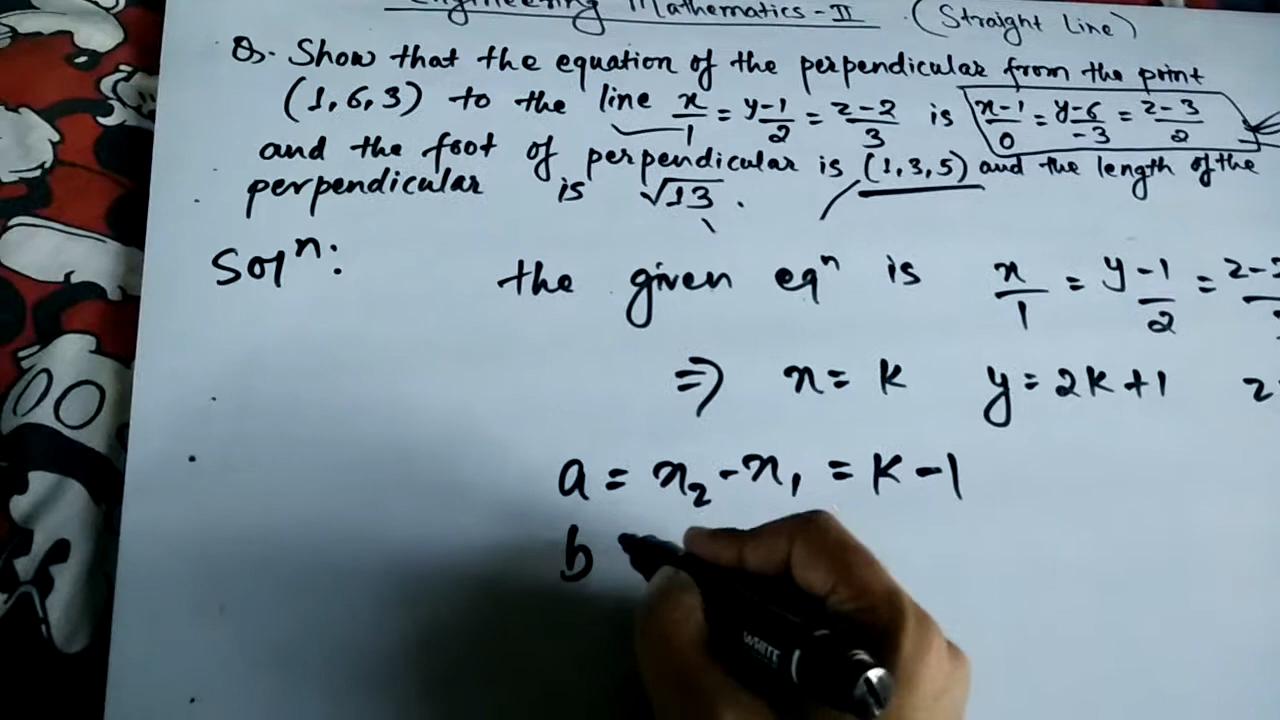 Engineering Mathematics-II (Straight Line)
Q. Show that the equation of the perpendicular from the point
(1,6,3) to the line x/1 = y-1/2 = z-2/3 is x-1/0 = y-6/-3 = z-3/2
and the foot of perpendicular is (1,3,5) and the length of the
perpendicular is √13.
Solⁿ: the given eqⁿ is x/1 = y-1/2 = z-
⇒ x = k y = 2k+1 z
a = x₂-x₁ = k-1
b
WHITE